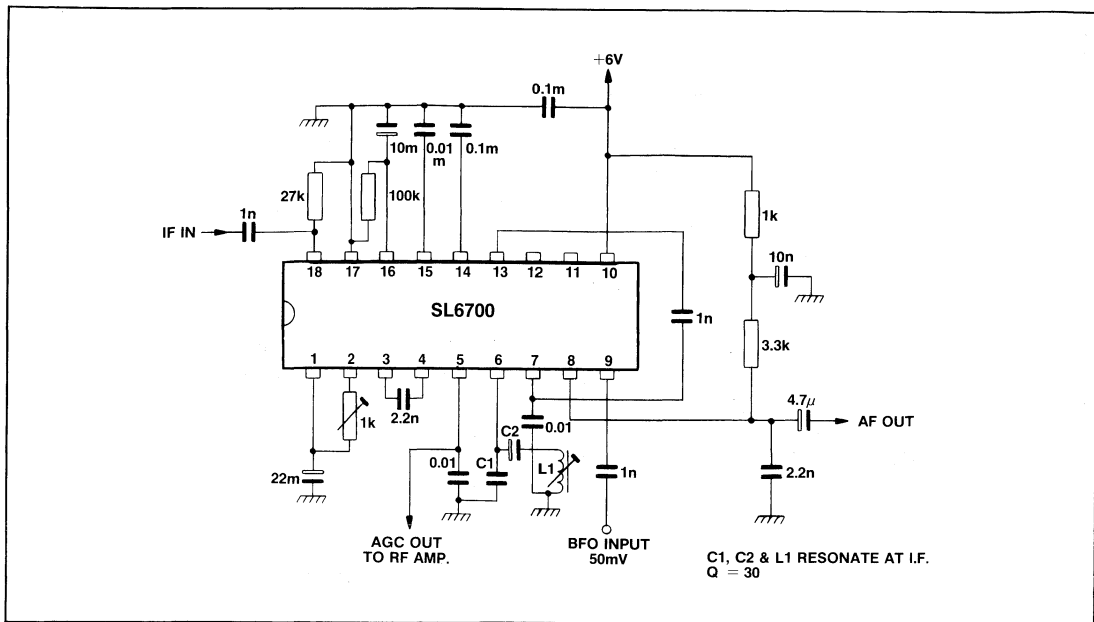 +6V
0.1m
10m
0.01
m
0.1m
27k
100k
1k
1n
IF IN
10n
18 17 16 15 14 13 12 11 10
SL6700
1n
3.3k
1 2 3 4 5 6 7 8 9
4.7μ
AF OUT
2.2n
1k
0.01
C2
22m
0.01
C1
L1
1n
2.2n
AGC OUT
TO RF AMP.
BFO INPUT
50mV
C1, C2 & L1 RESONATE AT I.F.
Q = 30